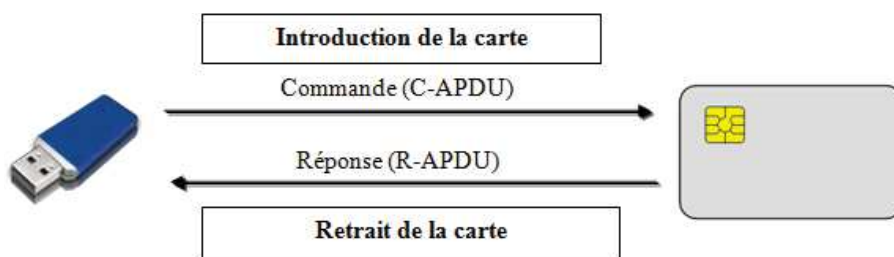 Introduction de la carte
Commande (C-APDU)
Réponse (R-APDU)
Retrait de la carte